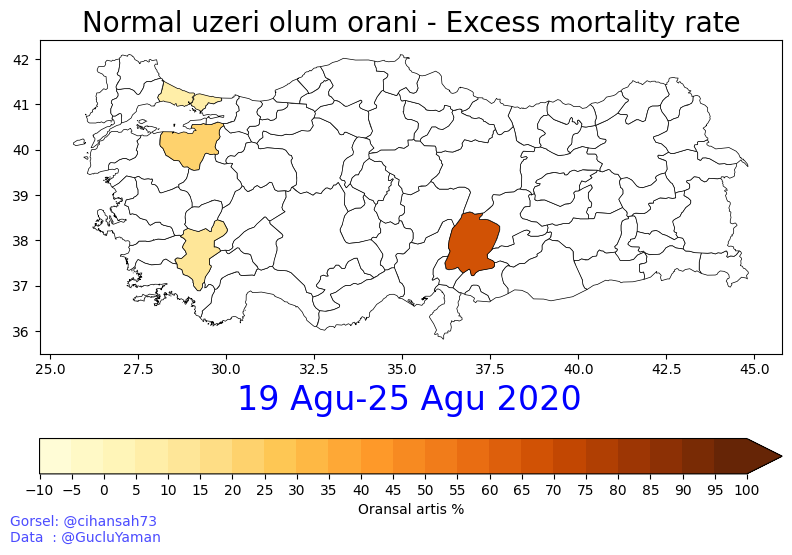 Normal uzeri olum orani - Excess mortality rate
42
41
40
39
38
37
36
25.0 27.5 30.0 32.5 35.0 37.5 40.0 42.5 45.0
19 Agu-25 Agu 2020
−10 −5 0 5 10 15 20 25 30 35 40 45 50 55 60 65 70 75 80 85 90 95 100
Oransal artis %
Gorsel: @cihansah73
Data : @GucluYaman